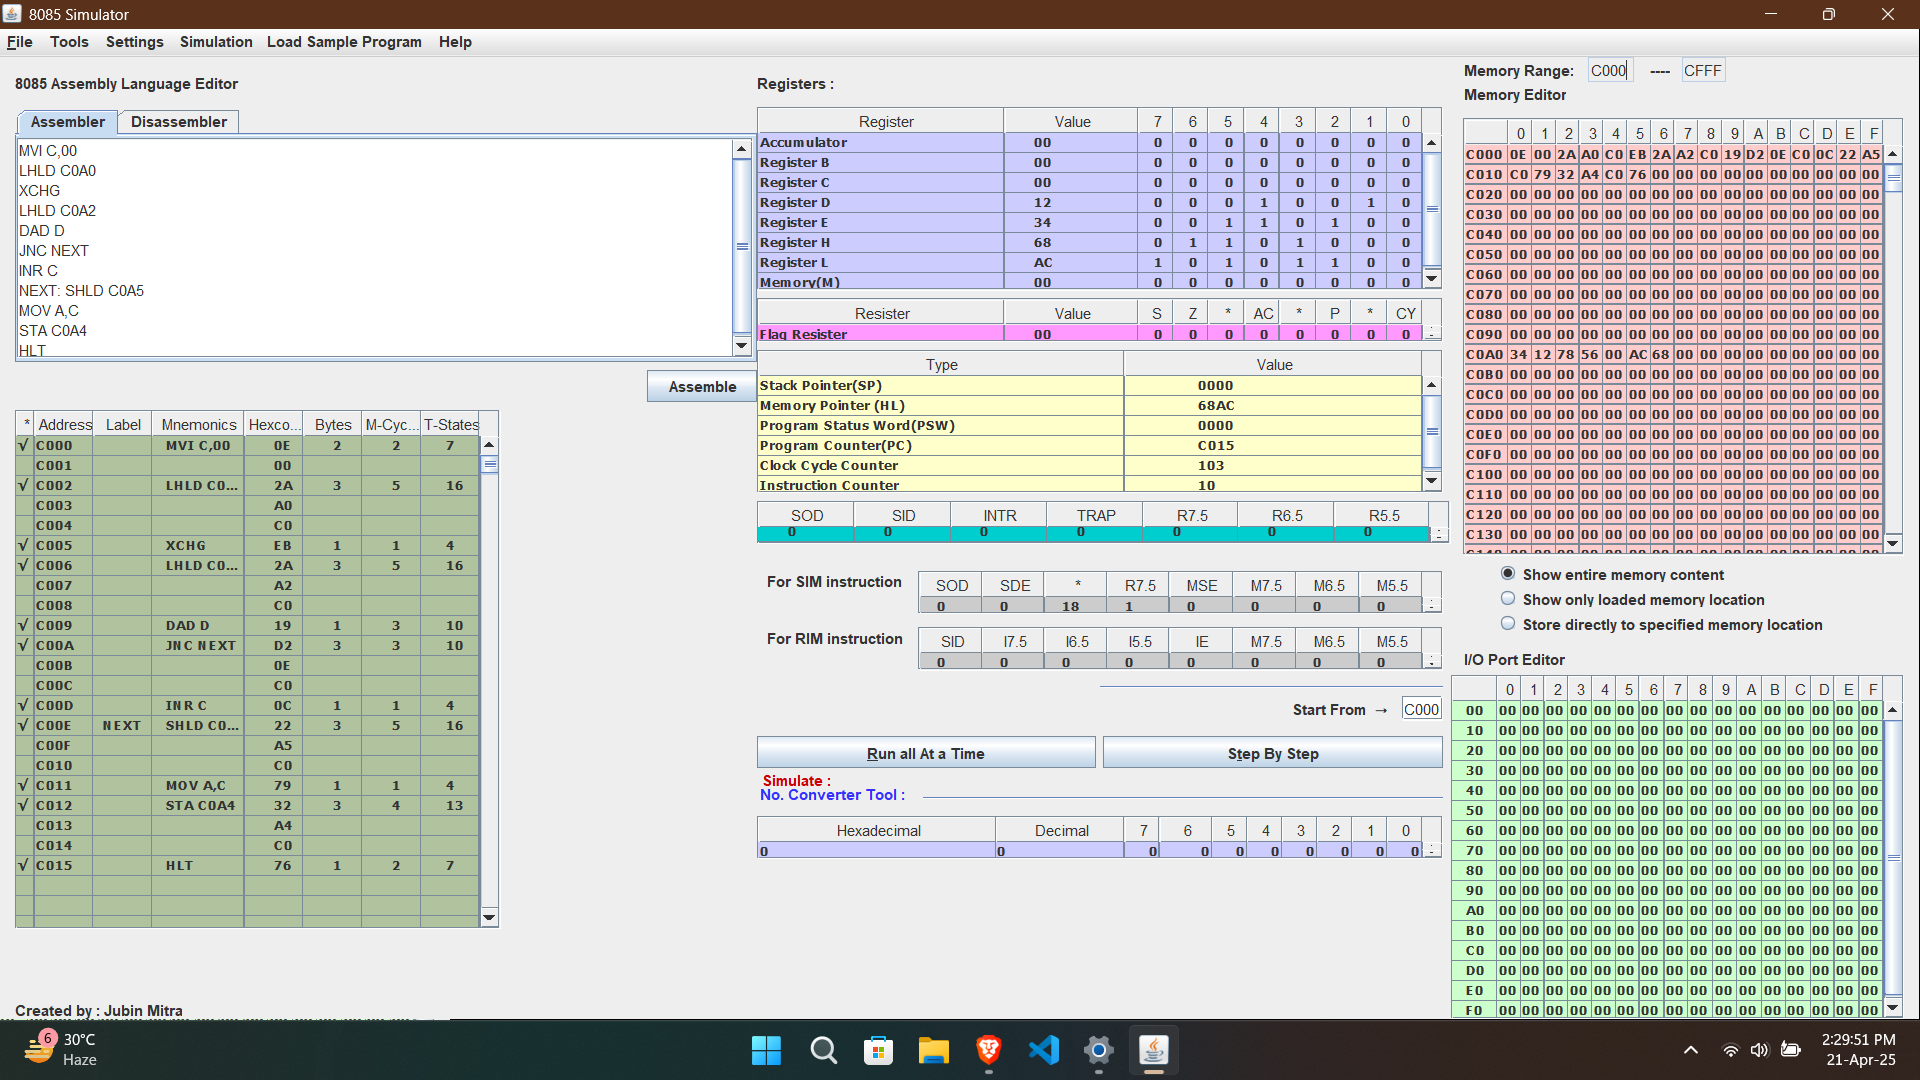 8085 Simulator
File Tools Settings Simulation Load Sample Program Help
8085 Assembly Language Editor
Assembler Disassembler
MVI C,00
LHLD C0A0
XCHG
LHLD C0A2
DAD D
JNC NEXT
INR C
NEXT: SHLD C0A5
MOV A,C
STA C0A4
HLT
Assemble
* Address Label Mnemonics Hexco... Bytes M-Cyc... T-States
√ C000 MVI C,00 0E 2 2 7
C001 00
√ C002 LHLD C0... 2A 3 5 16
C003 A0
C004 C0
√ C005 XCHG EB 1 1 4
√ C006 LHLD C0... 2A 3 5 16
C007 A2
C008 C0
√ C009 DAD D 19 1 3 10
√ C00A JNC NEXT D2 3 3 10
C00B 0E
C00C C0
√ C00D INR C 0C 1 1 4
√ C00E NEXT SHLD C0... 22 3 5 16
C00F A5
C010 C0
√ C011 MOV A,C 79 1 1 4
√ C012 STA C0A4 32 3 4 13
C013 A4
C014 C0
√ C015 HLT 76 1 2 7
Created by : Jubin Mitra
Registers :
Register Value 7 6 5 4 3 2 1 0
Accumulator 00 0 0 0 0 0 0 0 0
Register B 00 0 0 0 0 0 0 0 0
Register C 00 0 0 0 0 0 0 0 0
Register D 12 0 0 0 1 0 0 1 0
Register E 34 0 0 1 1 0 1 0 0
Register H 68 0 1 1 0 1 0 0 0
Register L AC 1 0 1 0 1 1 0 0
Memory(M) 00 0 0 0 0 0 0 0 0
Resister Value S Z * AC * P * CY
Flag Resister 00 0 0 0 0 0 0 0 0
Type Value
Stack Pointer(SP) 0000
Memory Pointer (HL) 68AC
Program Status Word(PSW) 0000
Program Counter(PC) C015
Clock Cycle Counter 103
Instruction Counter 10
SOD SID INTR TRAP R7.5 R6.5 R5.5
0 0 0 0 0 0 0
For SIM instruction SOD SDE * R7.5 MSE M7.5 M6.5 M5.5
0 0 18 1 0 0 0 0
For RIM instruction SID I7.5 I6.5 I5.5 IE M7.5 M6.5 M5.5
0 0 0 0 0 0 0 0
Start From → C000
Run all At a Time Step By Step
Simulate :
No. Converter Tool :
Hexadecimal Decimal 7 6 5 4 3 2 1 0
0 0 0 0 0 0 0 0 0 0
Memory Range: C000 ---- CFFF
Memory Editor
0 1 2 3 4 5 6 7 8 9 A B C D E F
C000 0E 00 2A A0 C0 EB 2A A2 C0 19 D2 0E C0 0C 22 A5
C010 C0 79 32 A4 C0 76 00 00 00 00 00 00 00 00 00 00
C020 00 00 00 00 00 00 00 00 00 00 00 00 00 00 00 00
C030 00 00 00 00 00 00 00 00 00 00 00 00 00 00 00 00
C040 00 00 00 00 00 00 00 00 00 00 00 00 00 00 00 00
C050 00 00 00 00 00 00 00 00 00 00 00 00 00 00 00 00
C060 00 00 00 00 00 00 00 00 00 00 00 00 00 00 00 00
C070 00 00 00 00 00 00 00 00 00 00 00 00 00 00 00 00
C080 00 00 00 00 00 00 00 00 00 00 00 00 00 00 00 00
C090 00 00 00 00 00 00 00 00 00 00 00 00 00 00 00 00
C0A0 34 12 78 56 00 AC 68 00 00 00 00 00 00 00 00 00
C0B0 00 00 00 00 00 00 00 00 00 00 00 00 00 00 00 00
C0C0 00 00 00 00 00 00 00 00 00 00 00 00 00 00 00 00
C0D0 00 00 00 00 00 00 00 00 00 00 00 00 00 00 00 00
C0E0 00 00 00 00 00 00 00 00 00 00 00 00 00 00 00 00
C0F0 00 00 00 00 00 00 00 00 00 00 00 00 00 00 00 00
C100 00 00 00 00 00 00 00 00 00 00 00 00 00 00 00 00
C110 00 00 00 00 00 00 00 00 00 00 00 00 00 00 00 00
C120 00 00 00 00 00 00 00 00 00 00 00 00 00 00 00 00
C130 00 00 00 00 00 00 00 00 00 00 00 00 00 00 00 00
Show entire memory content
Show only loaded memory location
Store directly to specified memory location
I/O Port Editor
0 1 2 3 4 5 6 7 8 9 A B C D E F
00 00 00 00 00 00 00 00 00 00 00 00 00 00 00 00 00
10 00 00 00 00 00 00 00 00 00 00 00 00 00 00 00 00
20 00 00 00 00 00 00 00 00 00 00 00 00 00 00 00 00
30 00 00 00 00 00 00 00 00 00 00 00 00 00 00 00 00
40 00 00 00 00 00 00 00 00 00 00 00 00 00 00 00 00
50 00 00 00 00 00 00 00 00 00 00 00 00 00 00 00 00
60 00 00 00 00 00 00 00 00 00 00 00 00 00 00 00 00
70 00 00 00 00 00 00 00 00 00 00 00 00 00 00 00 00
80 00 00 00 00 00 00 00 00 00 00 00 00 00 00 00 00
90 00 00 00 00 00 00 00 00 00 00 00 00 00 00 00 00
A0 00 00 00 00 00 00 00 00 00 00 00 00 00 00 00 00
B0 00 00 00 00 00 00 00 00 00 00 00 00 00 00 00 00
C0 00 00 00 00 00 00 00 00 00 00 00 00 00 00 00 00
D0 00 00 00 00 00 00 00 00 00 00 00 00 00 00 00 00
E0 00 00 00 00 00 00 00 00 00 00 00 00 00 00 00 00
F0 00 00 00 00 00 00 00 00 00 00 00 00 00 00 00 00
6 30°C
Haze
2:29:51 PM
21-Apr-25